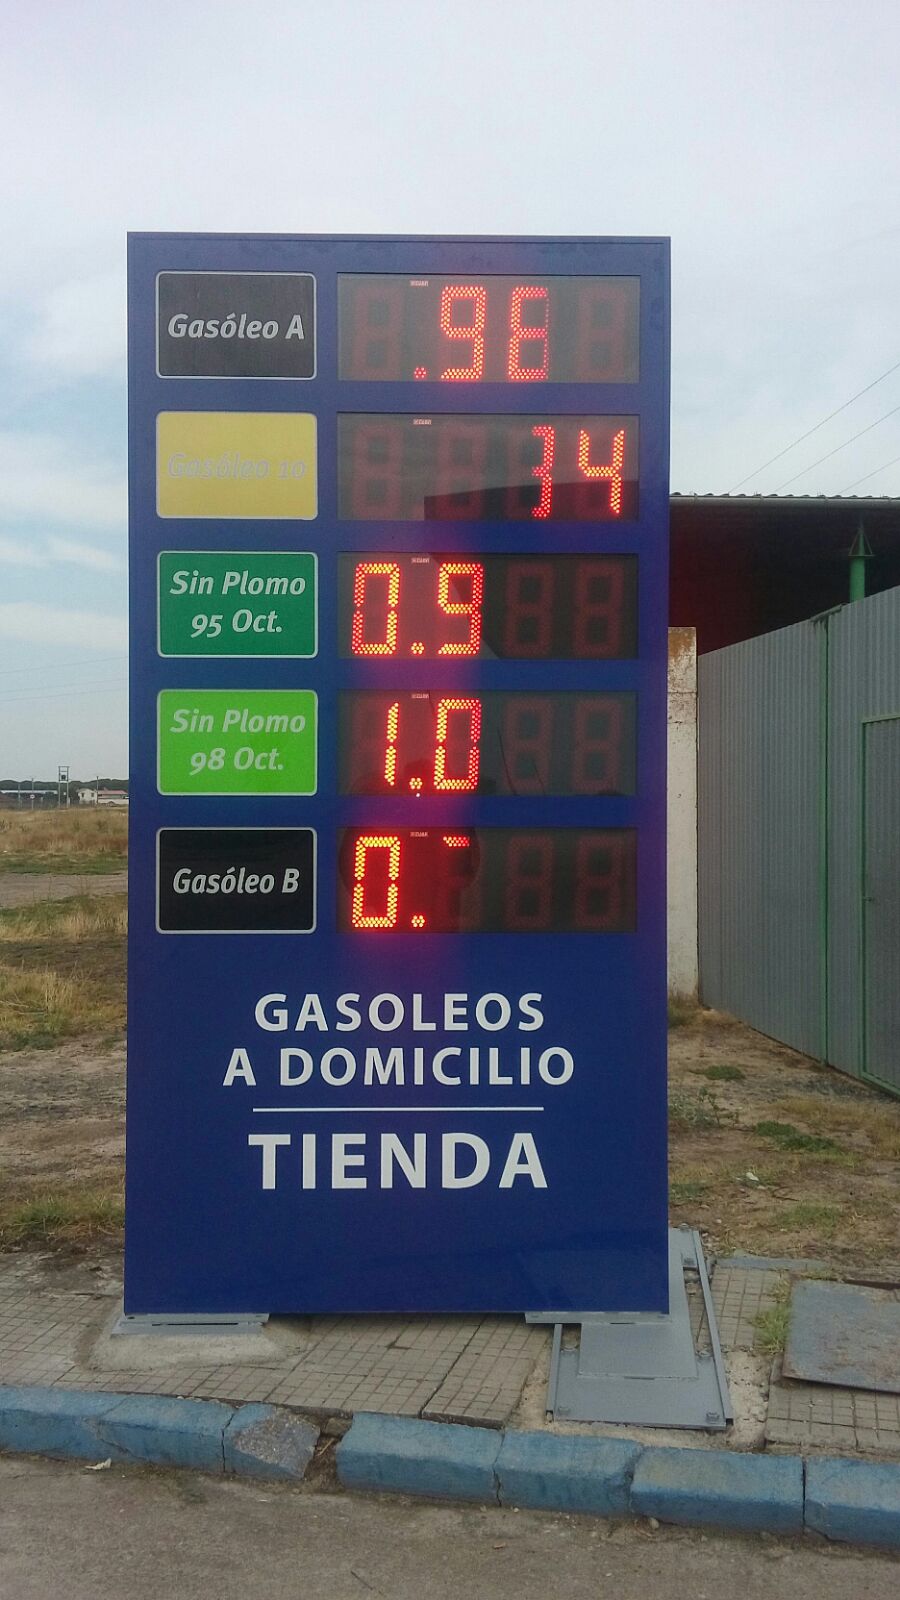 Gasóleo A
.96
Gasóleo 10
34
Sin Plomo
95 Oct.
0.9
Sin Plomo
98 Oct.
1.0
Gasóleo B
0.
GASOLEOS
A DOMICILIO
TIENDA